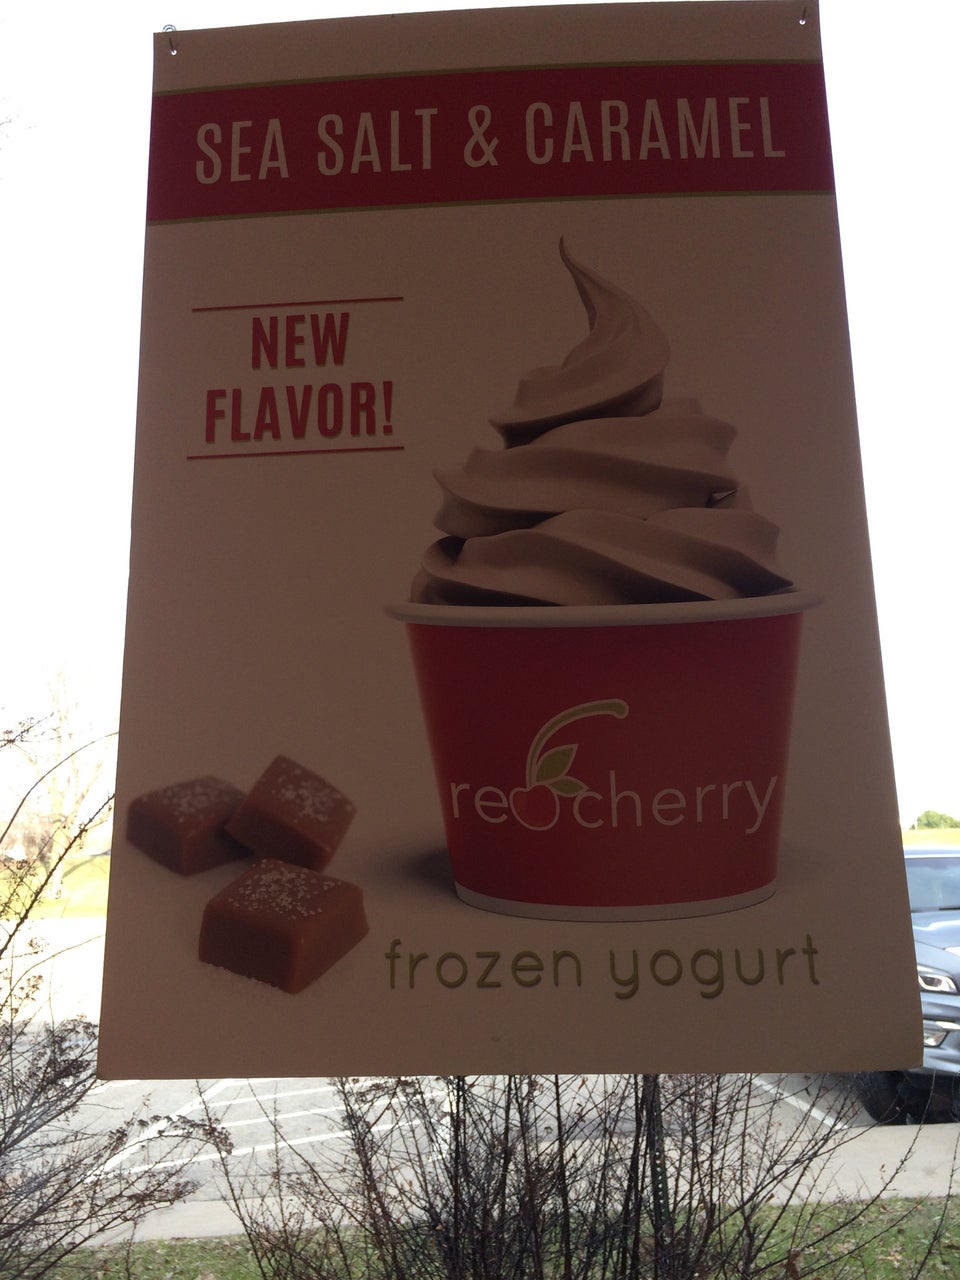 SEA SALT & CARAMEL
NEW
FLAVOR!
redcherry
frozen yogurt